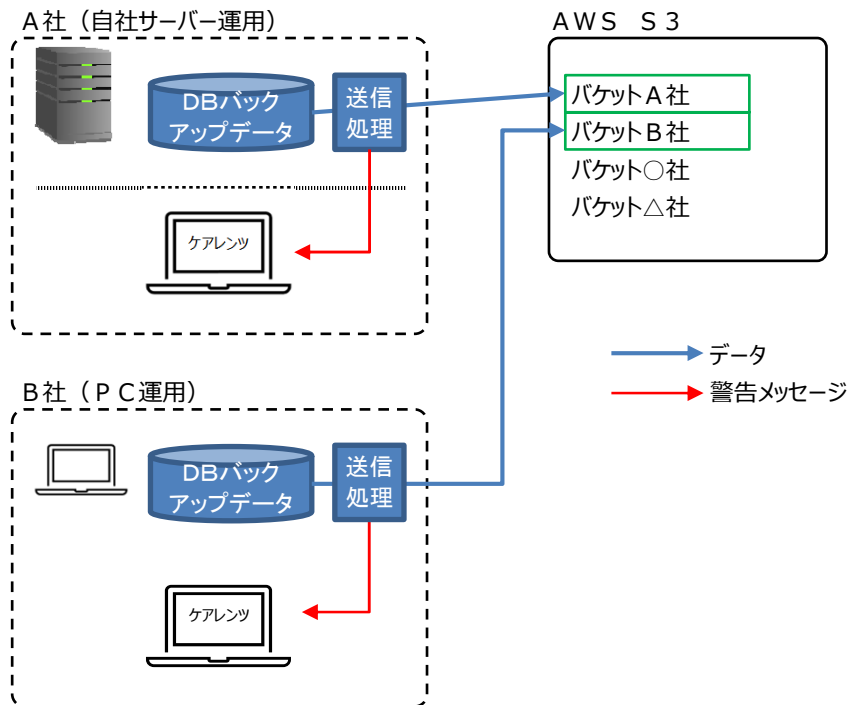 A社（自社サーバー運用）
AWS S3
DBバック
アップデータ
送信
処理
バケットA社
バケットB社
バケット○社
バケット△社
ケアレンツ
データ
警告メッセージ
B社（PC運用）
DBバック
アップデータ
送信
処理
ケアレンツ